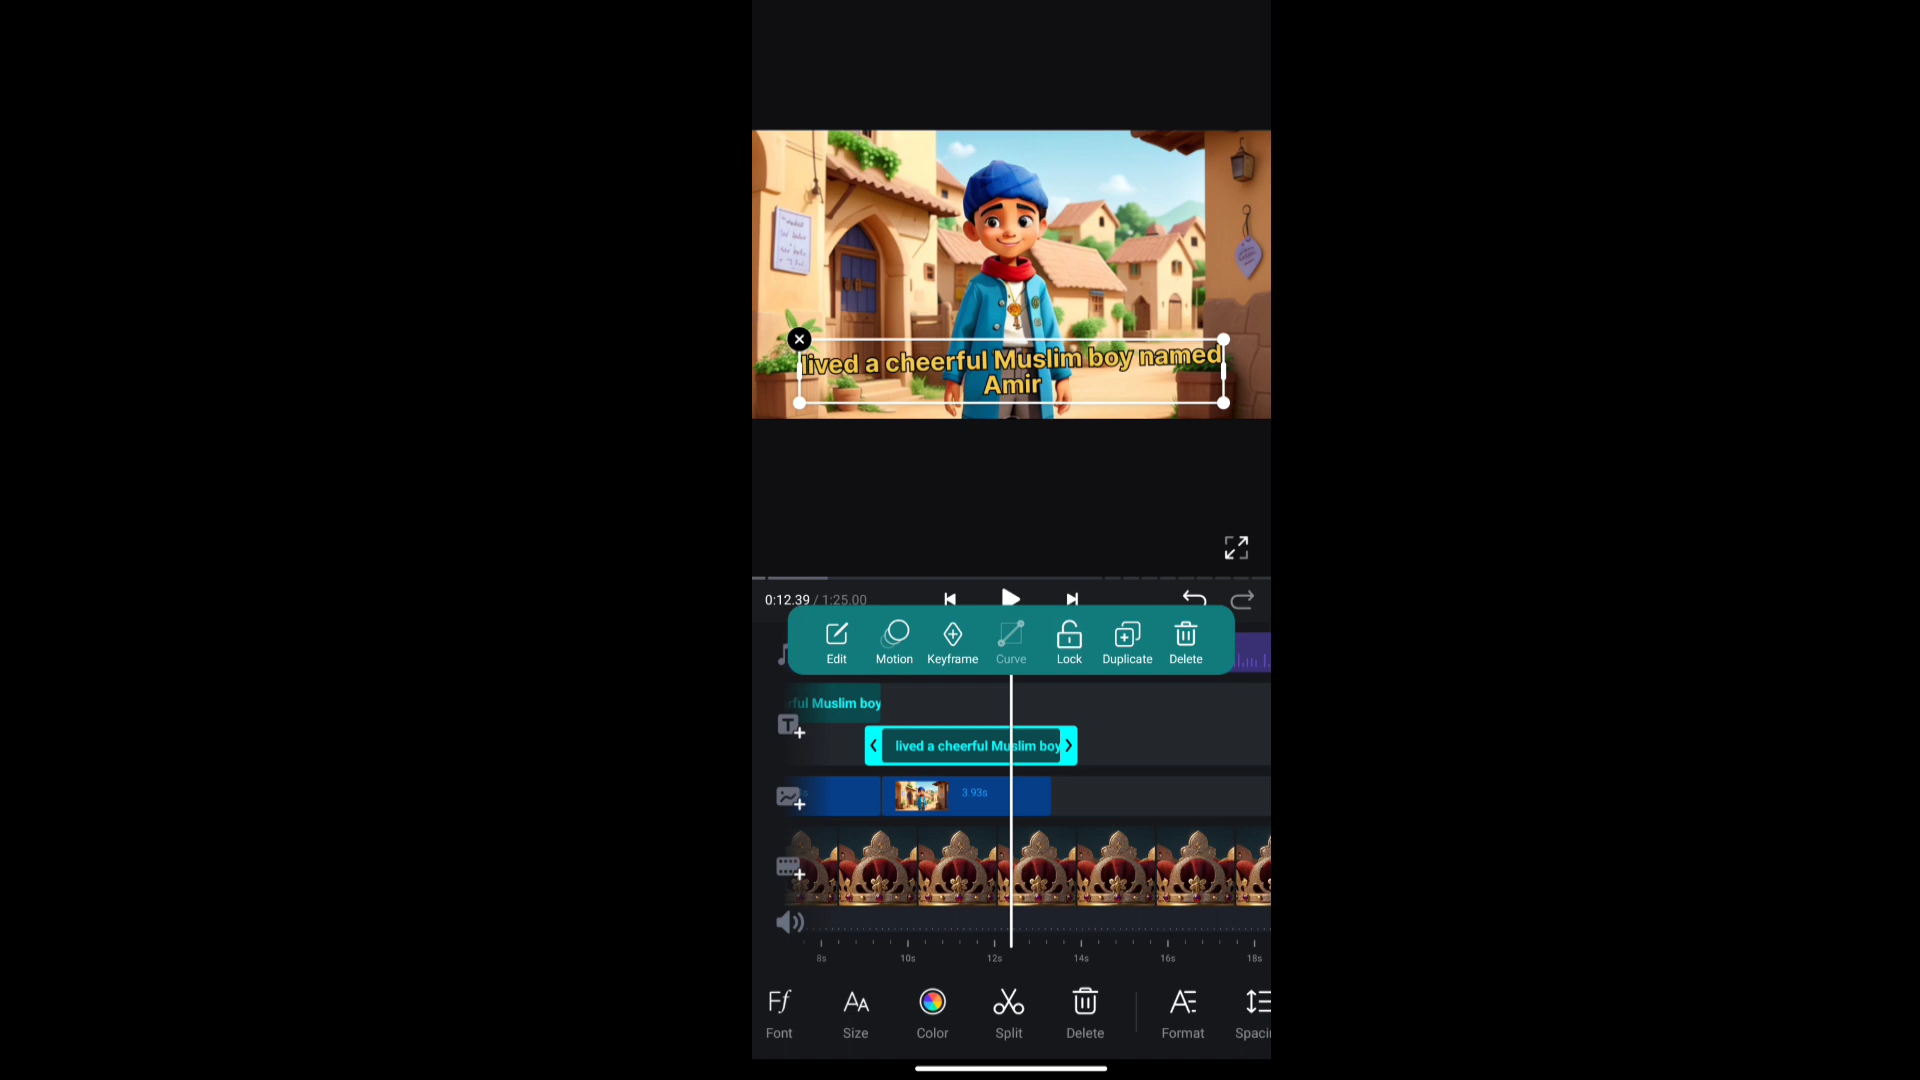 lived a cheerful Muslim boy named
Amir
0:12.39 / 1:25.00
Edit
Motion
Keyframe
Curve
Lock
Duplicate
Delete
rful Muslim boy
lived a cheerful Muslim boy
3.93s
8s
10s
12s
14s
16s
18s
Font
Size
Color
Split
Delete
Format
Spaci